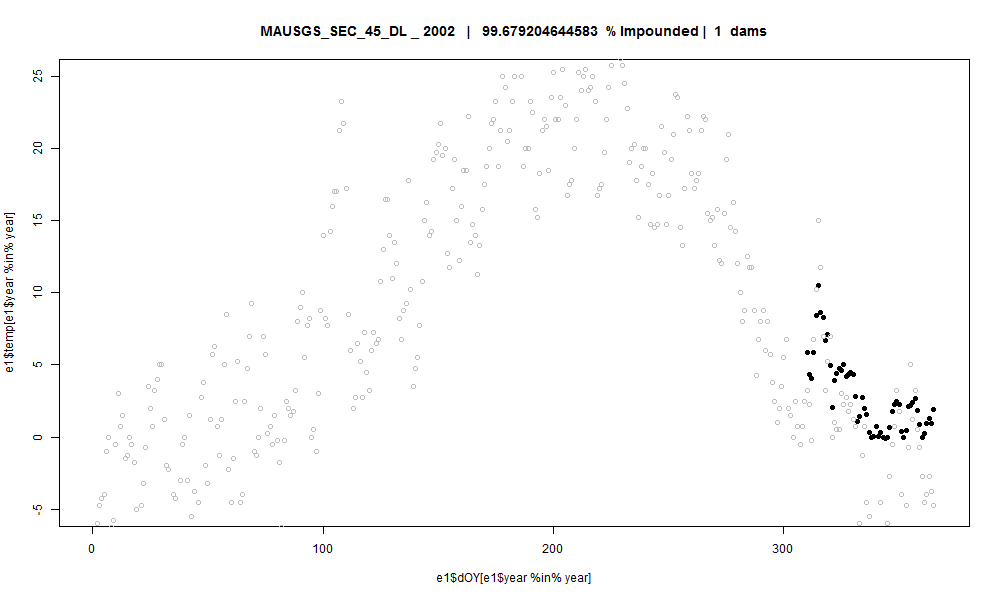 MAUSGS_SEC_45_DL _ 2002 | 99.679204644583 % Impounded | 1 dams
25
20
15
10
5
0
-5
e1$temp[e1$year %in% year]
0 100 200 300
e1$dOY[e1$year %in% year]